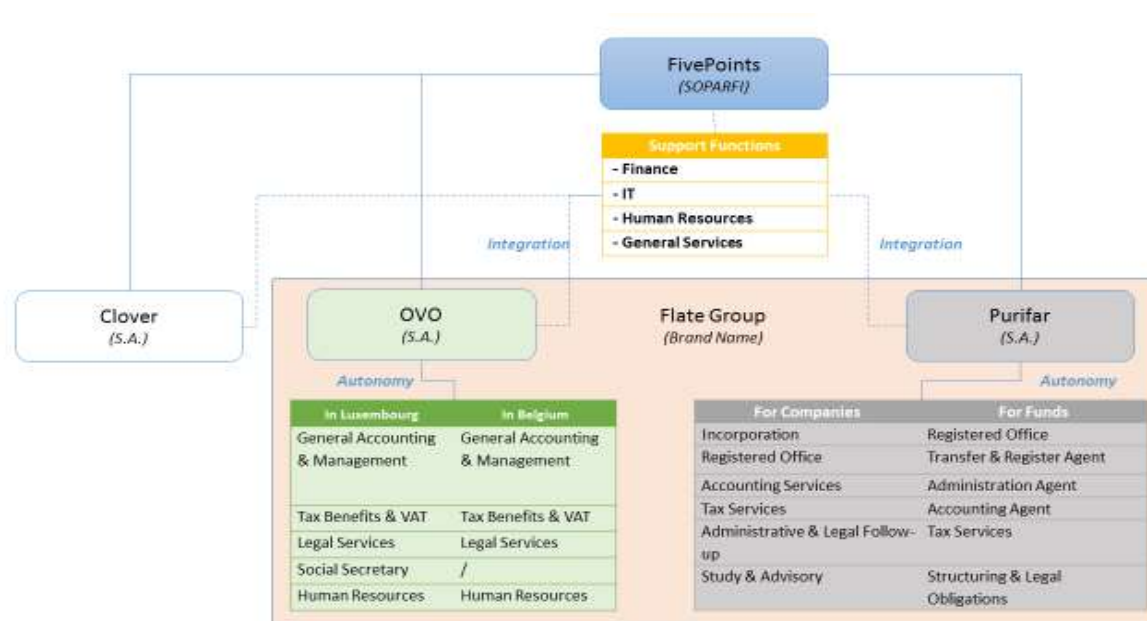 FivePoints
(SOPARFI)
Support Functions
- Finance
- IT
- Human Resources
- General Services
Integration
Integration
Clover
(S.A.)
OVO
(S.A.)
Flate Group
(Brand Name)
Purifar
(S.A.)
Autonomy
Autonomy
In Luxembourg In Belgium
General Accounting General Accounting
& Management & Management
Tax Benefits & VAT Tax Benefits & VAT
Legal Services Legal Services
Social Secretary /
Human Resources Human Resources
For Companies For Funds
Incorporation Registered Office
Registered Office Transfer & Register Agent
Accounting Services Administration Agent
Tax Services Accounting Agent
Administrative & Legal Follow- Tax Services
up
Study & Advisory Structuring & Legal
Obligations